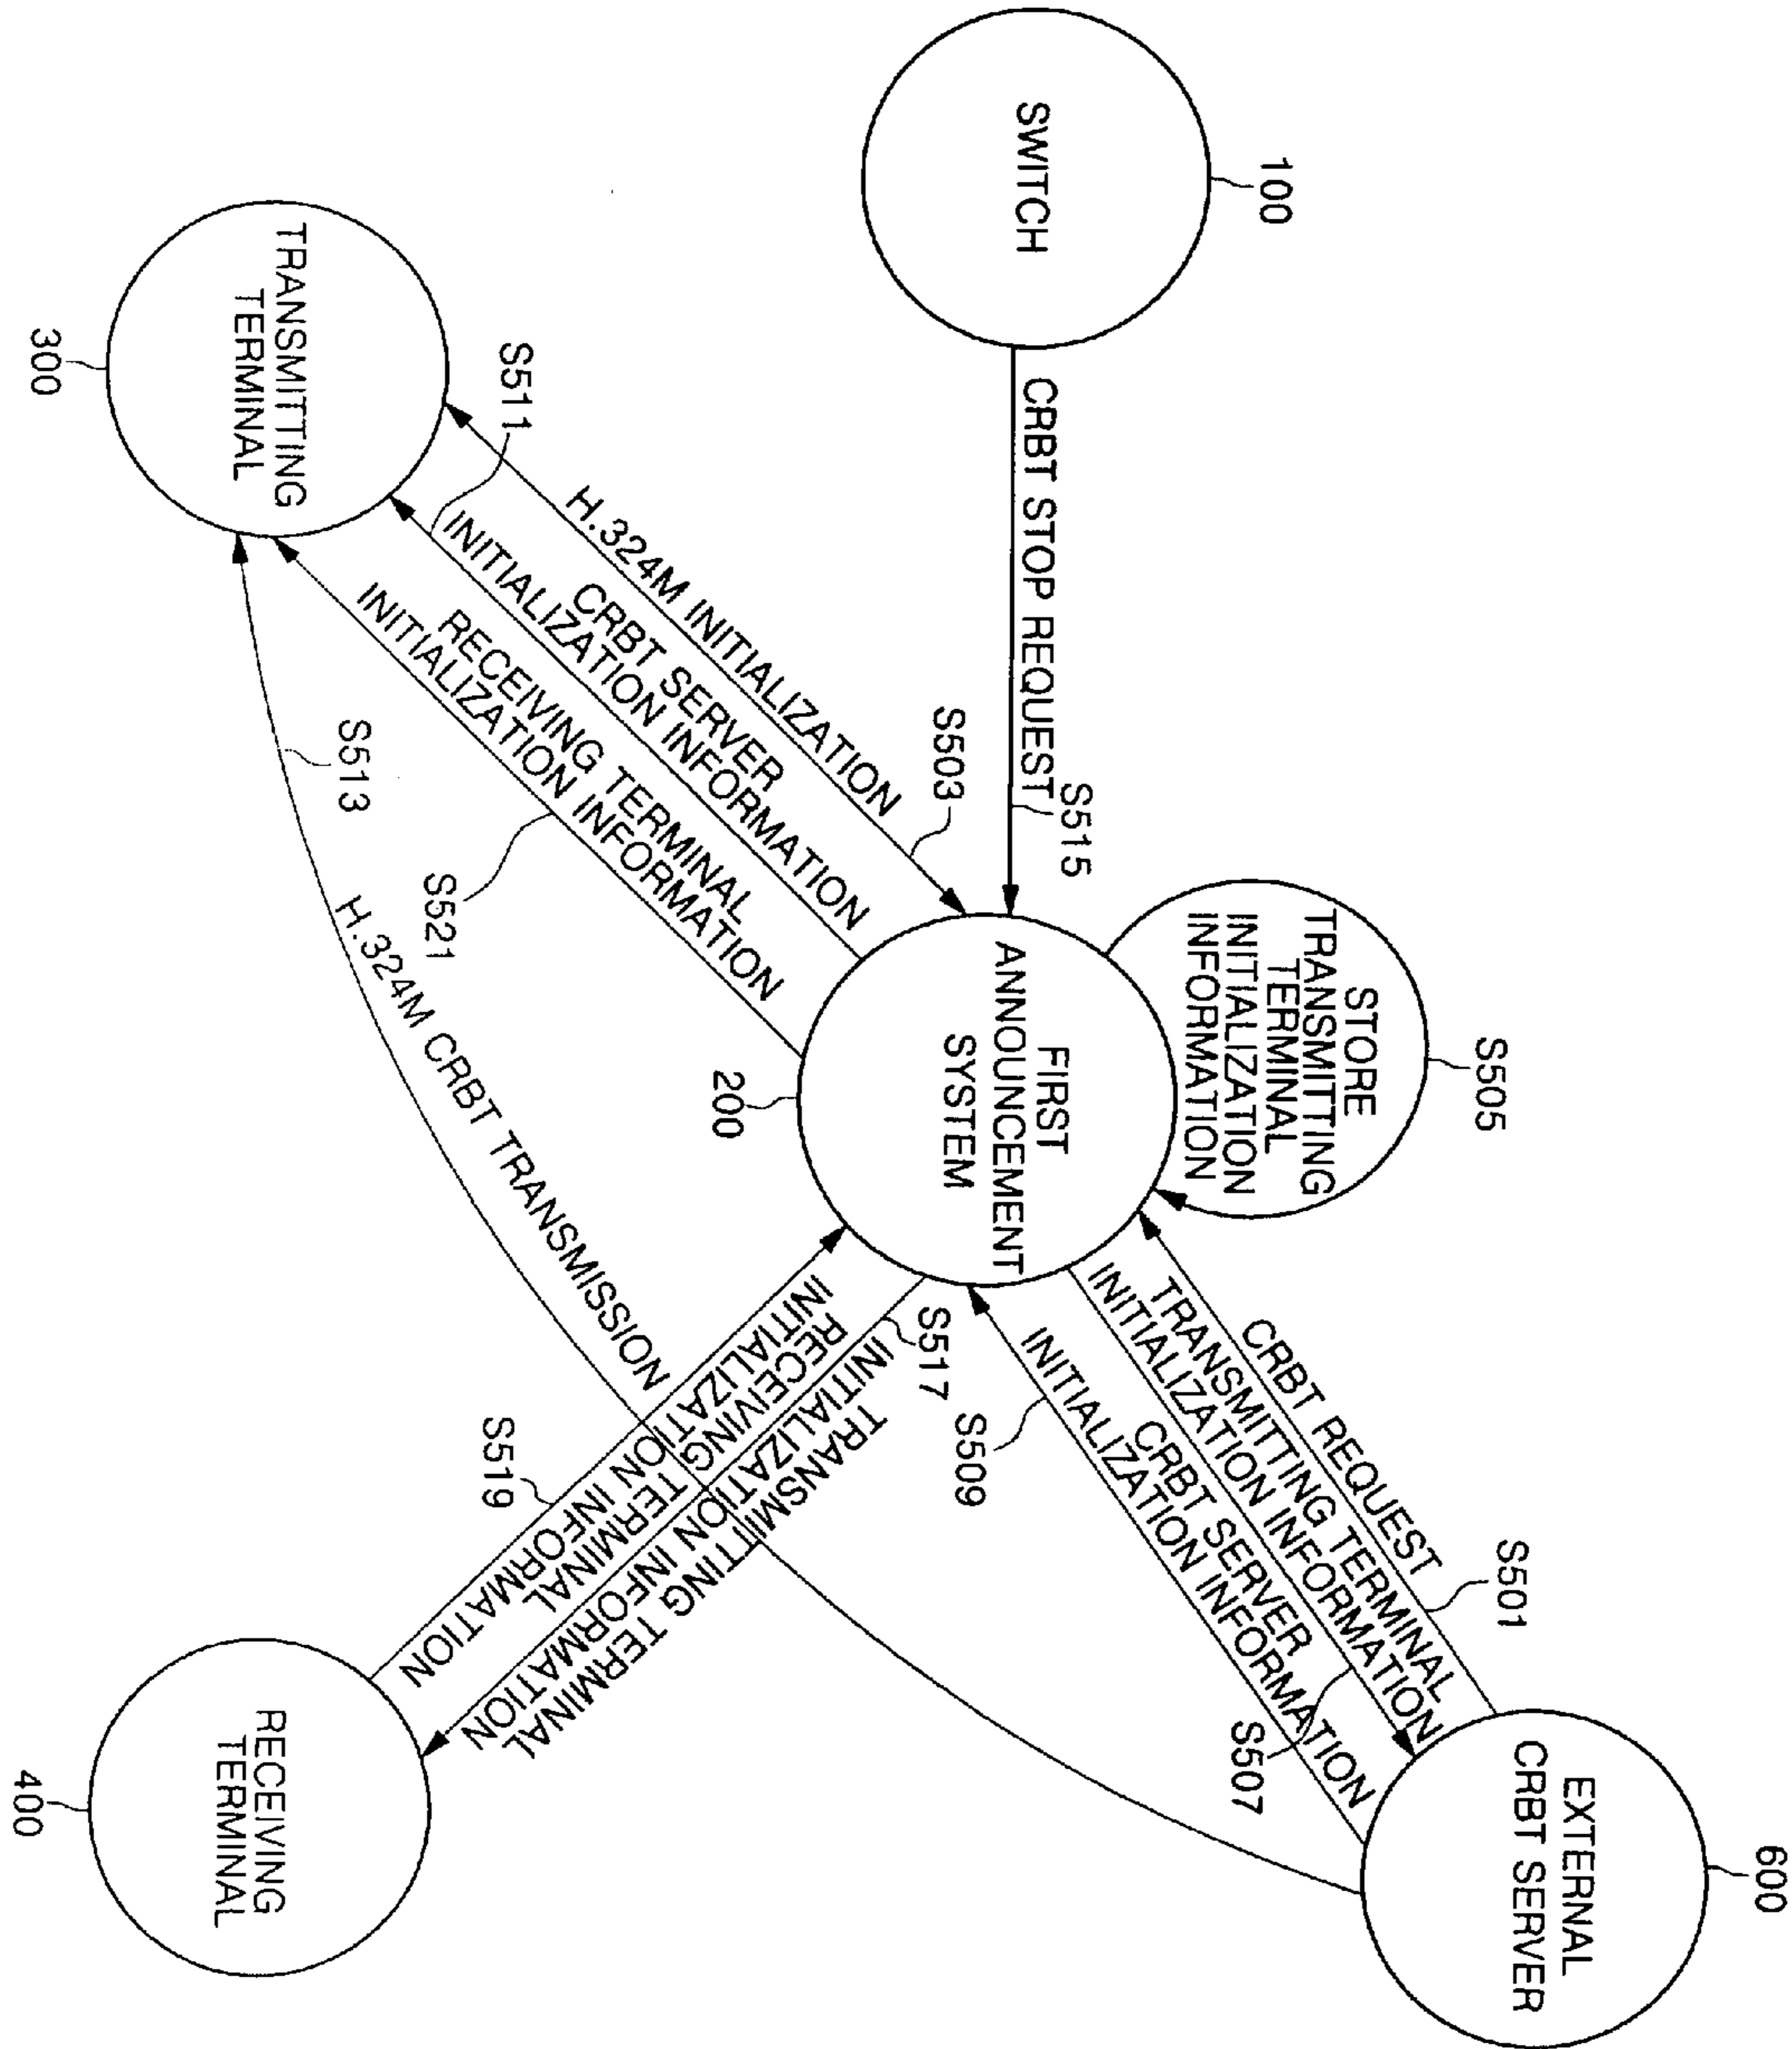 100
SWITCH
CRBT STOP REQUEST
S515
STORE
TRANSMITTING
TERMINAL
INITIALIZATION
INFORMATION
S505
FIRST
ANNOUNCEMENT
SYSTEM
200
TRANSMITTING
TERMINAL
300
S511
H.324M INITIALIZATION
S503
CRBT SERVER
INITIALIZATION INFORMATION
RECEIVING TERMINAL
INITIALIZATION INFORMATION
S521
S513
H.324M CRBT TRANSMISSION
CRBT REQUEST
S501
TRANSMITTING TERMINAL
INITIALIZATION INFORMATION
S507
CRBT SERVER
INITIALIZATION INFORMATION
S509
S517
TRANSMITTING TERMINAL
INITIALIZATION INFORMATION
RECEIVING TERMINAL
INITIALIZATION INFORMATION
S519
EXTERNAL
CRBT SERVER
600
RECEIVING
TERMINAL
400